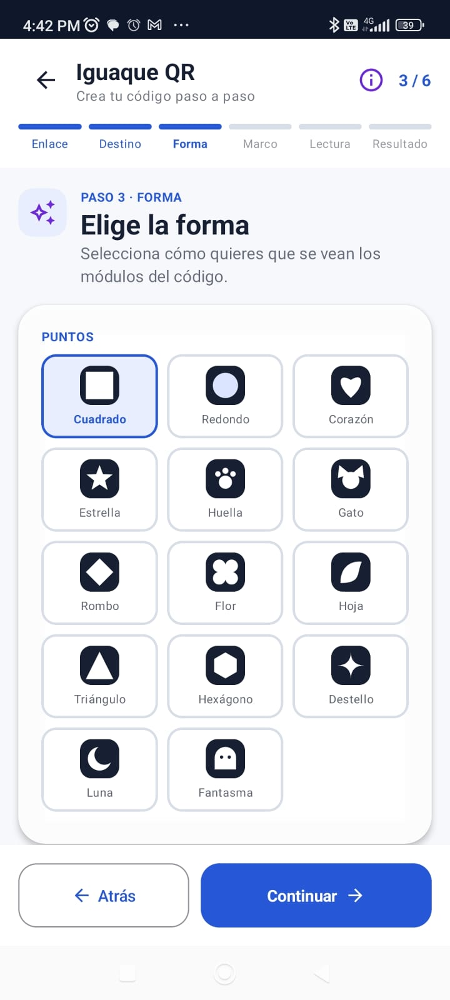 4:42 PM
Vo LTE
4G
39
Iguaque QR
Crea tu código paso a paso
3 / 6
Enlace
Destino
Forma
Marco
Lectura
Resultado
PASO 3 · FORMA
Elige la forma
Selecciona cómo quieres que se vean los
módulos del código.
PUNTOS
Cuadrado
Redondo
Corazón
Estrella
Huella
Gato
Rombo
Flor
Hoja
Triángulo
Hexágono
Destello
Luna
Fantasma
Atrás
Continuar